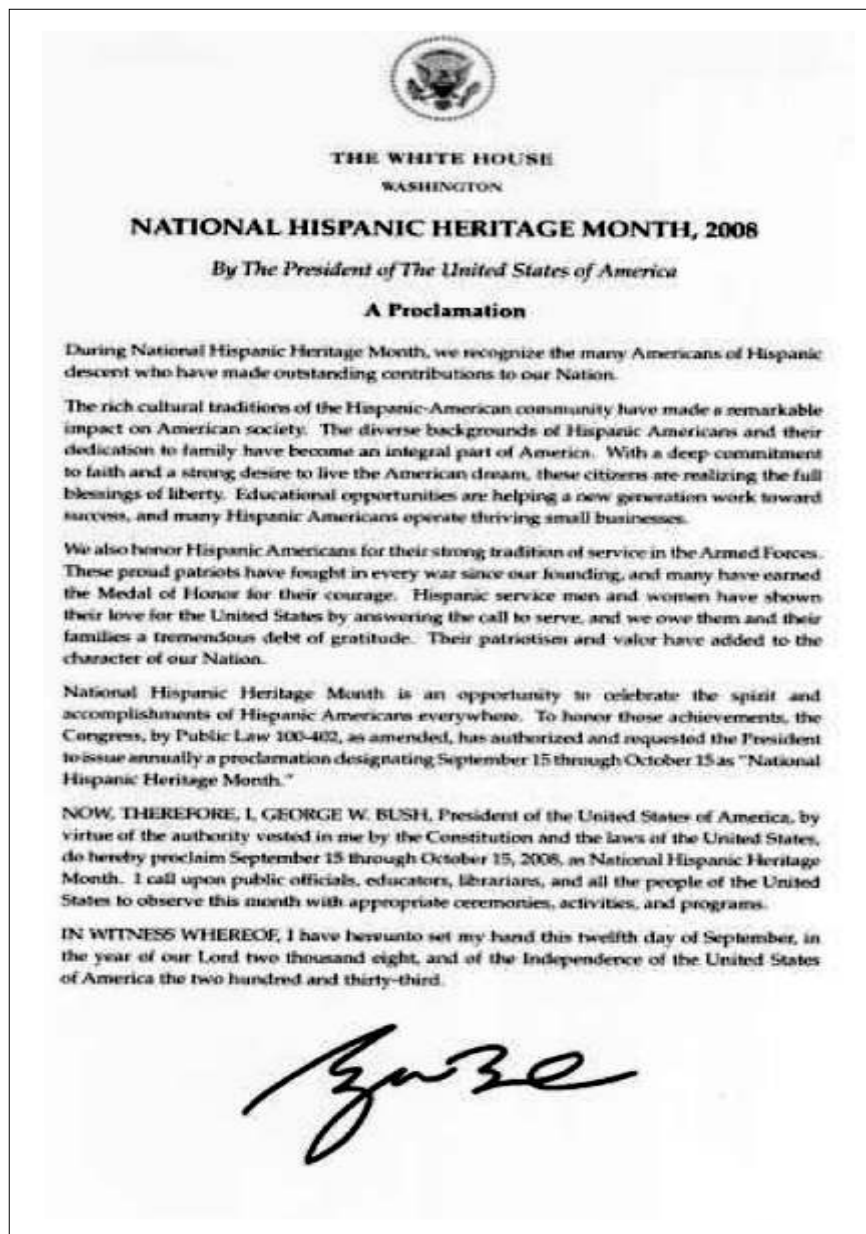 THE WHITE HOUSE
WASHINGTON
NATIONAL HISPANIC HERITAGE MONTH, 2008
By The President of The United States of America
A Proclamation
During National Hispanic Heritage Month, we recognize the many Americans of Hispanic
descent who have made outstanding contributions to our Nation.
The rich cultural traditions of the Hispanic-American community have made a remarkable
impact on American society. The diverse backgrounds of Hispanic Americans and their
dedication to family have become an integral part of America. With a deep commitment
to faith and a strong desire to live the American dream, these citizens are realizing the full
blessings of liberty. Educational opportunities are helping a new generation work toward
success, and many Hispanic Americans operate thriving small businesses.
We also honor Hispanic Americans for their strong tradition of service in the Armed Forces.
These proud patriots have fought in every war since our founding, and many have earned
the Medal of Honor for their courage. Hispanic service men and women have shown
their love for the United States by answering the call to serve, and we owe them and their
families a tremendous debt of gratitude. Their patriotism and valor have added to the
character of our Nation.
National Hispanic Heritage Month is an opportunity to celebrate the spirit and
accomplishments of Hispanic Americans everywhere. To honor those achievements, the
Congress, by Public Law 100-402, as amended, has authorized and requested the President
to issue annually a proclamation designating September 15 through October 15 as "National
Hispanic Heritage Month."
NOW, THEREFORE, I, GEORGE W. BUSH, President of the United States of America, by
virtue of the authority vested in me by the Constitution and the laws of the United States,
do hereby proclaim September 15 through October 15, 2008, as National Hispanic Heritage
Month. I call upon public officials, educators, librarians, and all the people of the United
States to observe this month with appropriate ceremonies, activities, and programs.
IN WITNESS WHEREOF, I have hereunto set my hand this twelfth day of September, in
the year of our Lord two thousand eight, and of the Independence of the United States
of America the two hundred and thirty-third.